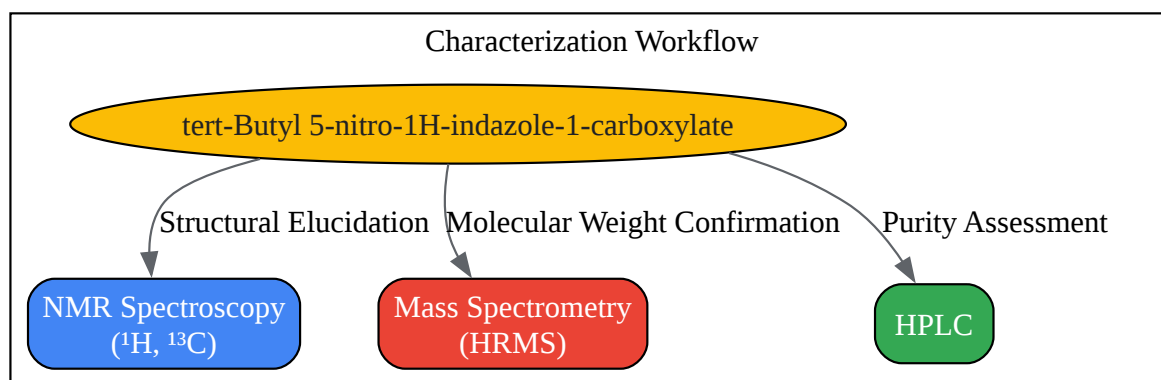 Characterization Workflow
tert-Butyl 5-nitro-1H-indazole-1-carboxylate
Structural Elucidation
Molecular Weight Confirmation
Purity Assessment
NMR Spectroscopy
(¹H, ¹³C)
Mass Spectrometry
(HRMS)
HPLC